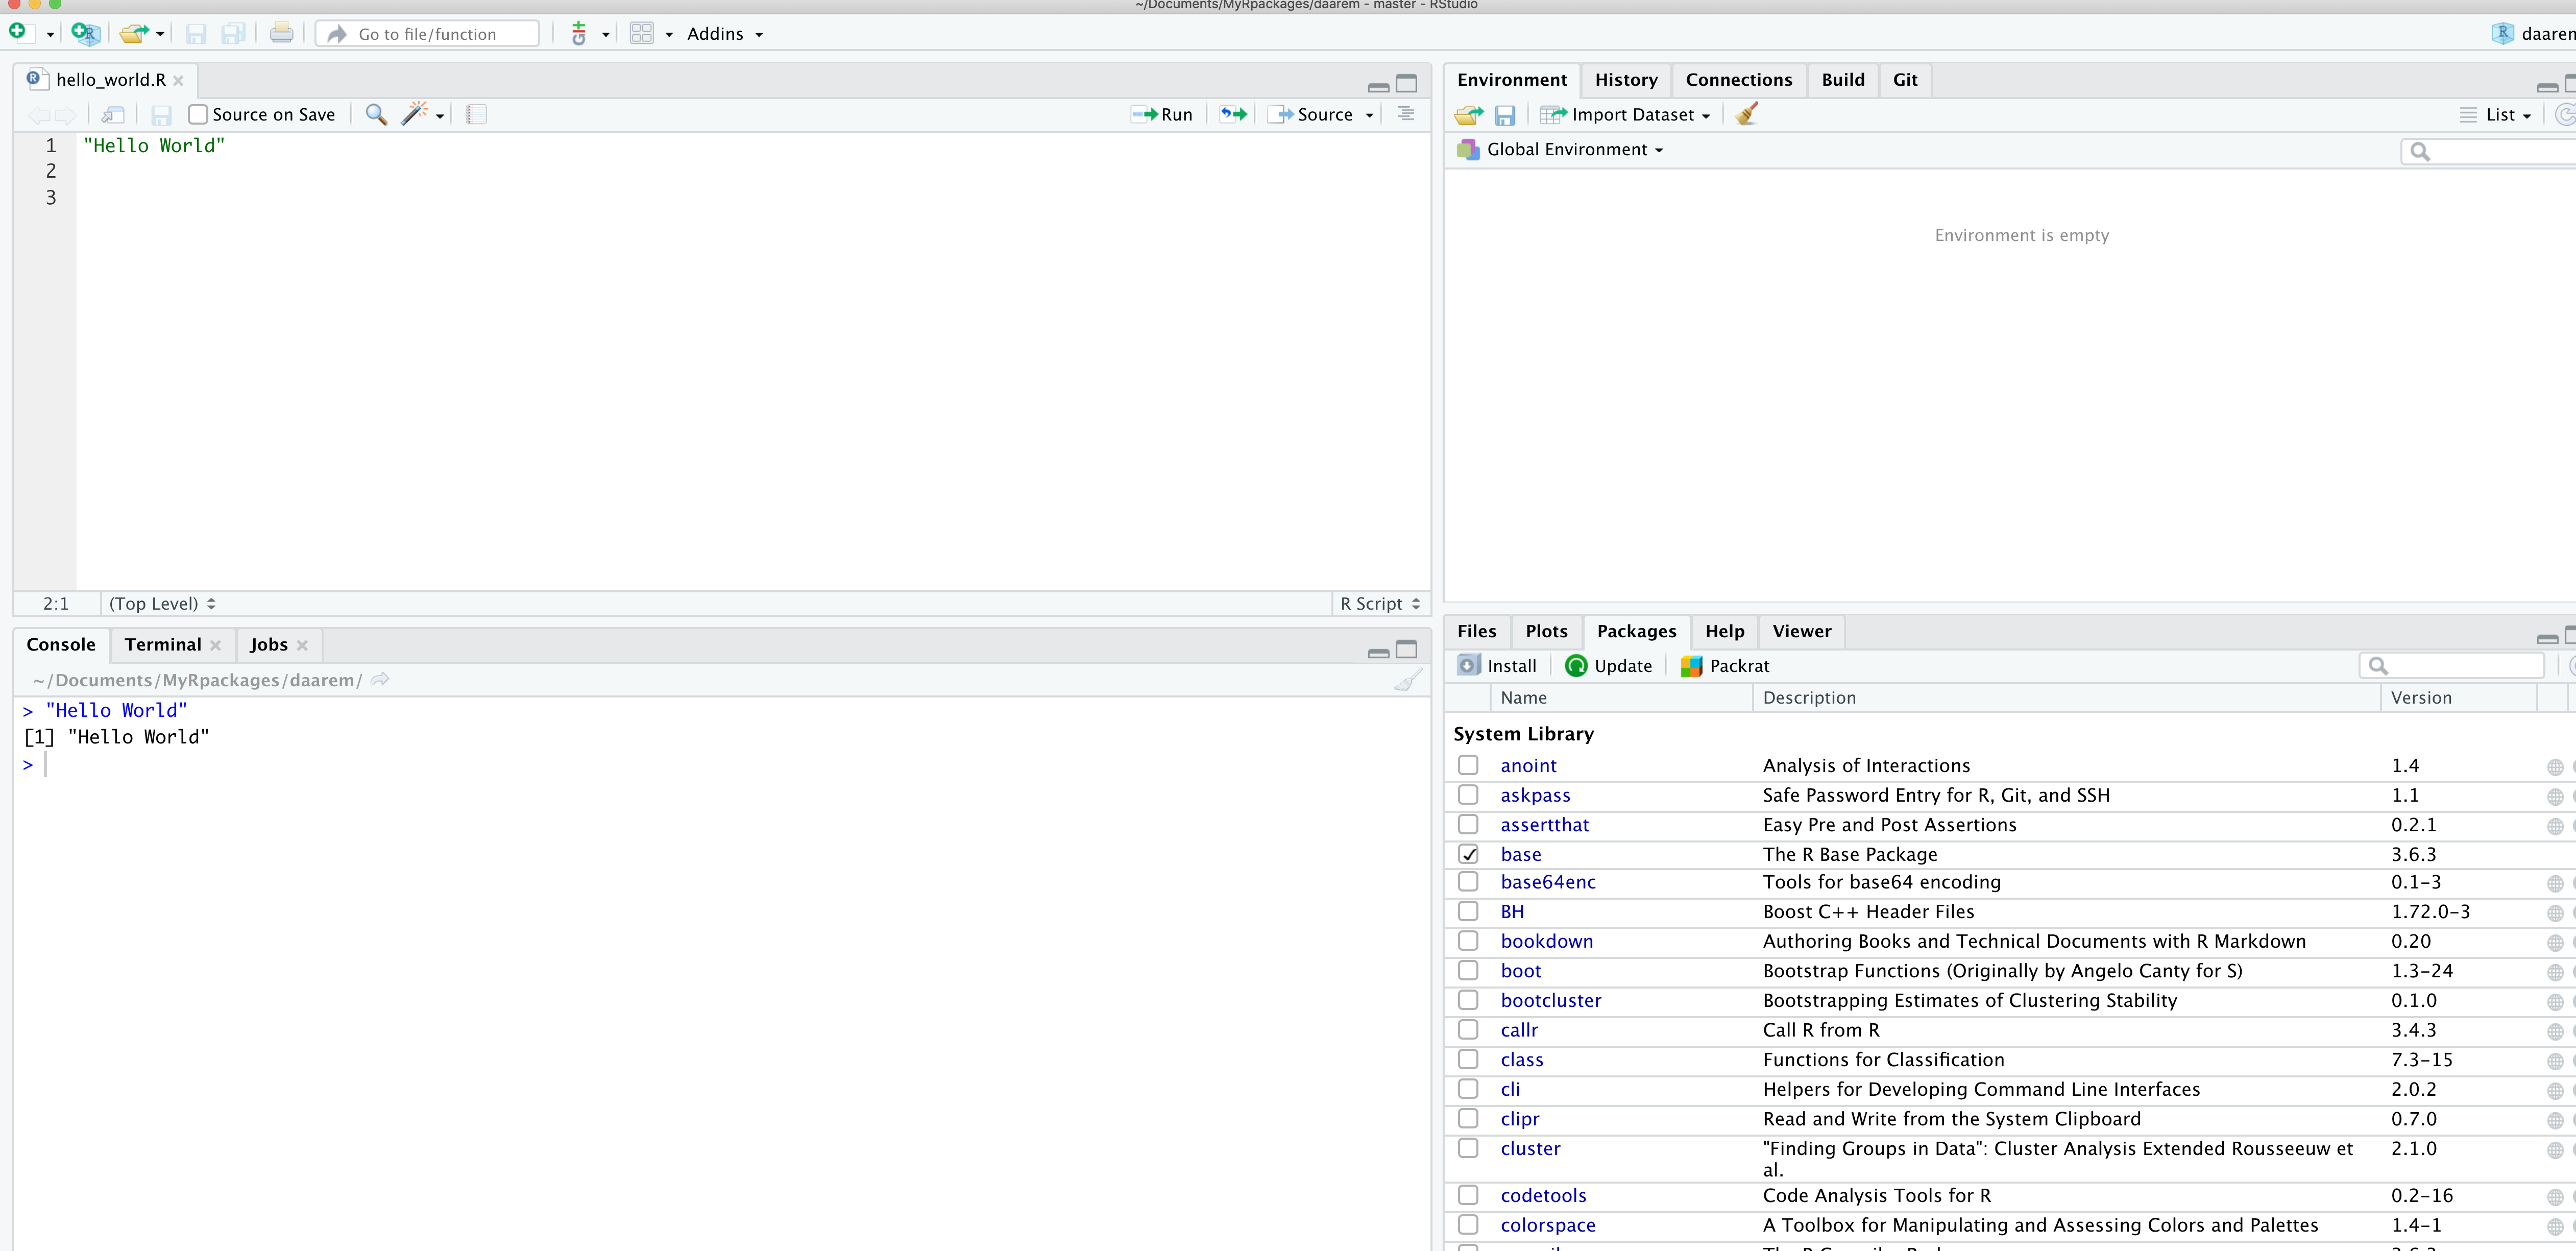 ~/Documents/MyRpackages/daarem - master - RStudio
Go to file/function
Addins
hello_world.R
Source on Save
Run
Source
1 "Hello World"
2
3
2:1 (Top Level)
R Script
Console Terminal Jobs
~/Documents/MyRpackages/daarem/
> "Hello World"
[1] "Hello World"
>
Environment History Connections Build Git
Import Dataset
List
Global Environment
Environment is empty
Files Plots Packages Help Viewer
Install Update Packrat
Name Description Version
System Library
anoint Analysis of Interactions 1.4
askpass Safe Password Entry for R, Git, and SSH 1.1
assertthat Easy Pre and Post Assertions 0.2.1
base The R Base Package 3.6.3
base64enc Tools for base64 encoding 0.1-3
BH Boost C++ Header Files 1.72.0-3
bookdown Authoring Books and Technical Documents with R Markdown 0.20
boot Bootstrap Functions (Originally by Angelo Canty for S) 1.3-24
bootcluster Bootstrapping Estimates of Clustering Stability 0.1.0
callr Call R from R 3.4.3
class Functions for Classification 7.3-15
cli Helpers for Developing Command Line Interfaces 2.0.2
clipr Read and Write from the System Clipboard 0.7.0
cluster "Finding Groups in Data": Cluster Analysis Extended Rousseeuw et 2.1.0
al.
codetools Code Analysis Tools for R 0.2-16
colorspace A Toolbox for Manipulating and Assessing Colors and Palettes 1.4-1